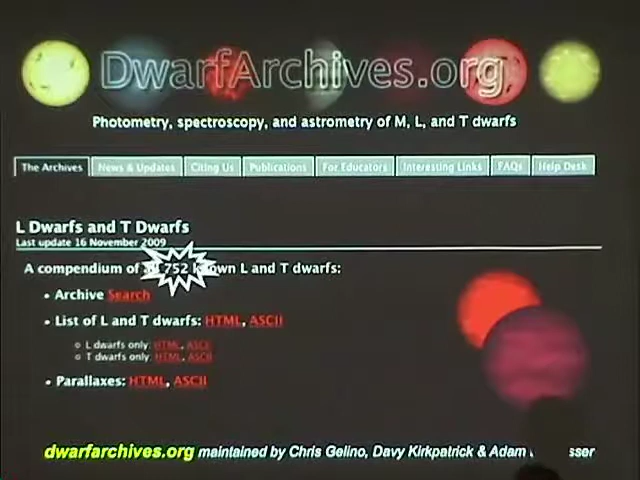 DwarfArchives.org
Photometry, spectroscopy, and astrometry of M, L, and T dwarfs
The Archives News & Updates Citing Us Publications For Educators Interesting Links FAQs Help Desk
L Dwarfs and T Dwarfs
Last update 16 November 2009
A compendium of 752 known L and T dwarfs:
• Archive Search
• List of L and T dwarfs: HTML, ASCII
○ L dwarfs only: HTML, ASCII
○ T dwarfs only: HTML, ASCII
• Parallaxes: HTML, ASCII
dwarfarchives.org maintained by Chris Gelino, Davy Kirkpatrick & Adam